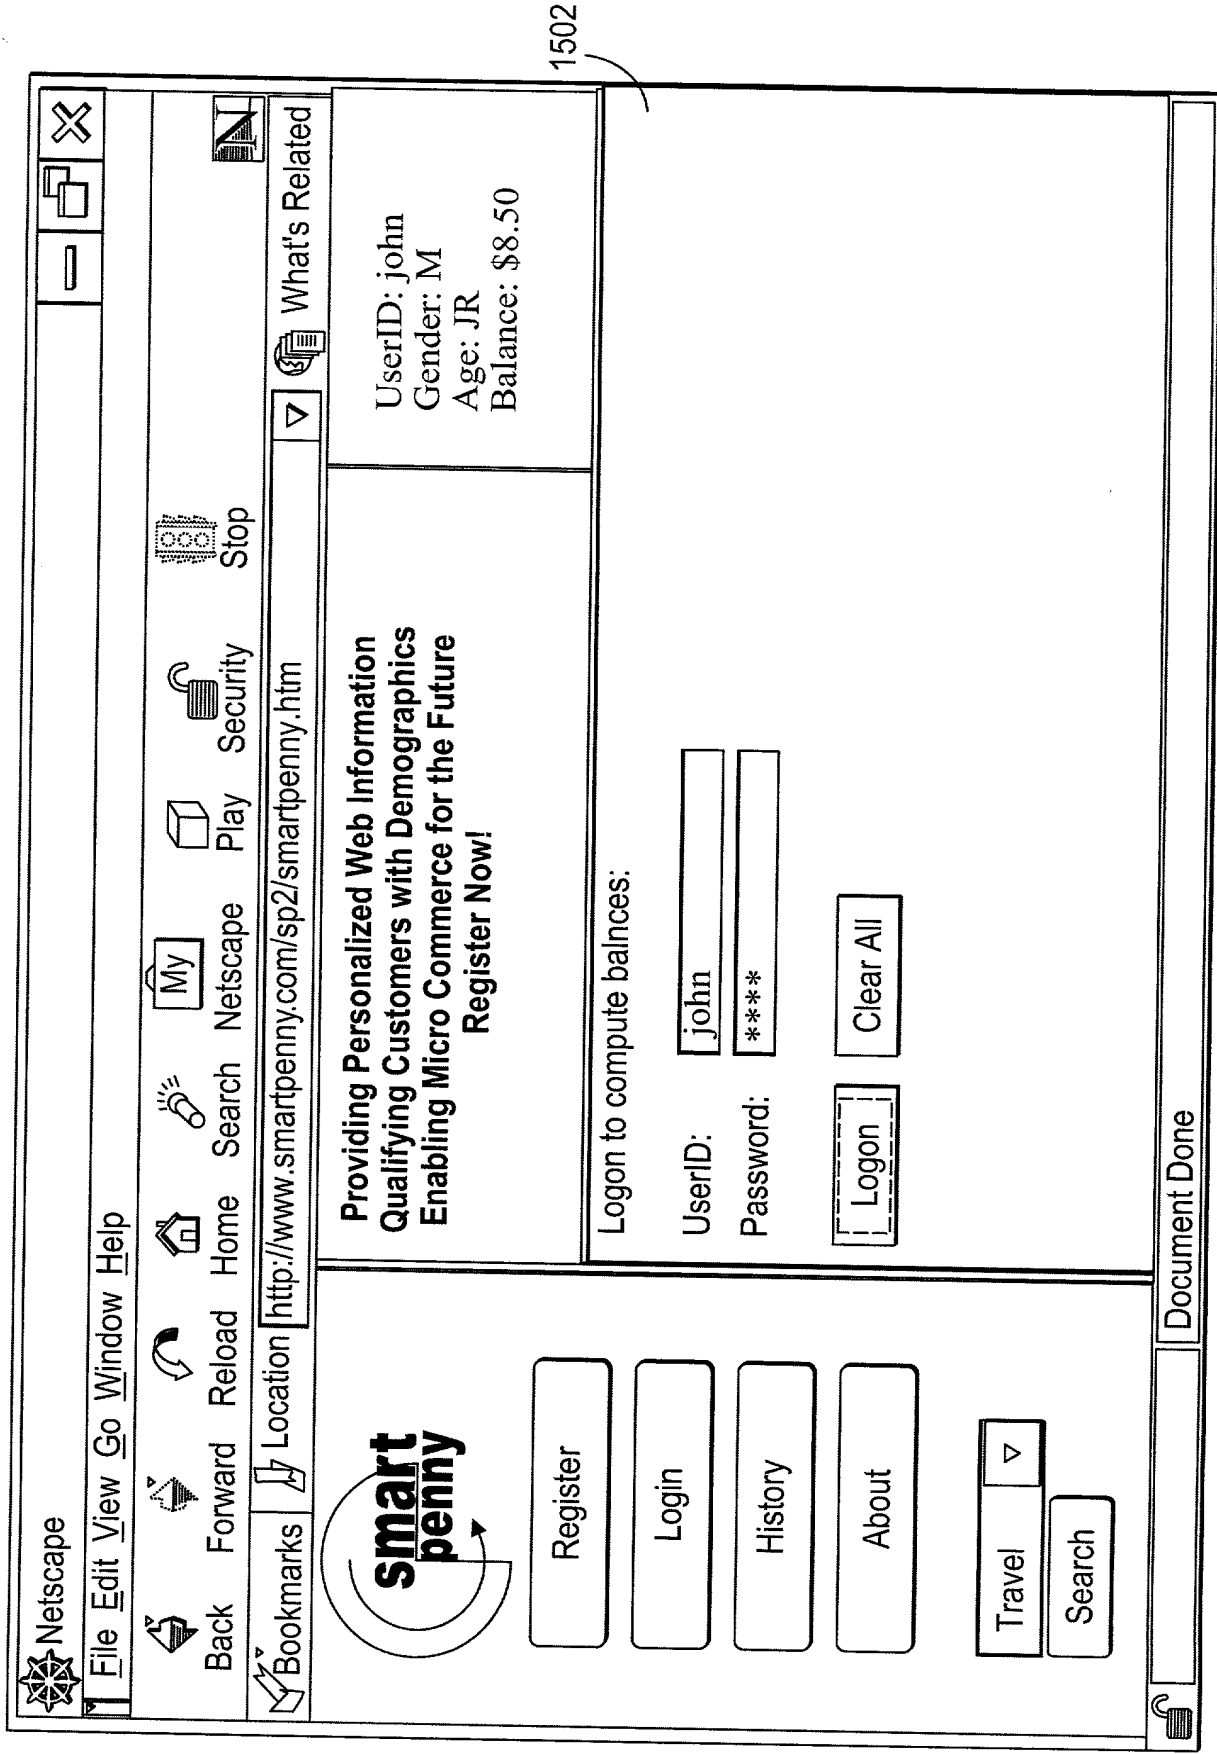 1502
Netscape
File Edit View Go Window Help
My
N
Back Forward Reload Home Search Netscape Play Security Stop
Bookmarks Location http://www.smartpenny.com/sp2/smartpenny.htm What's Related
smart
penny
Register
Login
History
About
Travel
Search
Providing Personalized Web Information
Qualifying Customers with Demographics
Enabling Micro Commerce for the Future
Register Now!
UserID: john
Gender: M
Age: JR
Balance: $8.50
Logon to compute balnces:
UserID: john
Password: ****
Logon Clear All
Document Done